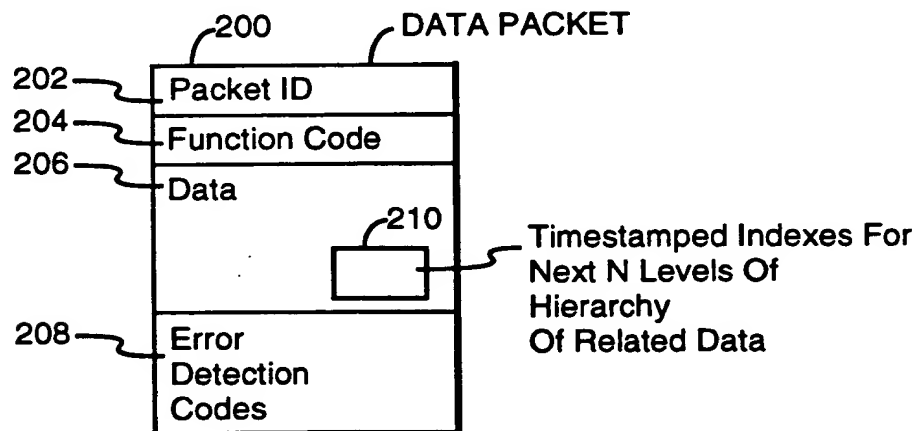 200
DATA PACKET
202
Packet ID
204
Function Code
206
Data
210
Timestamped Indexes For
Next N Levels Of
Hierarchy
Of Related Data
208
Error
Detection
Codes